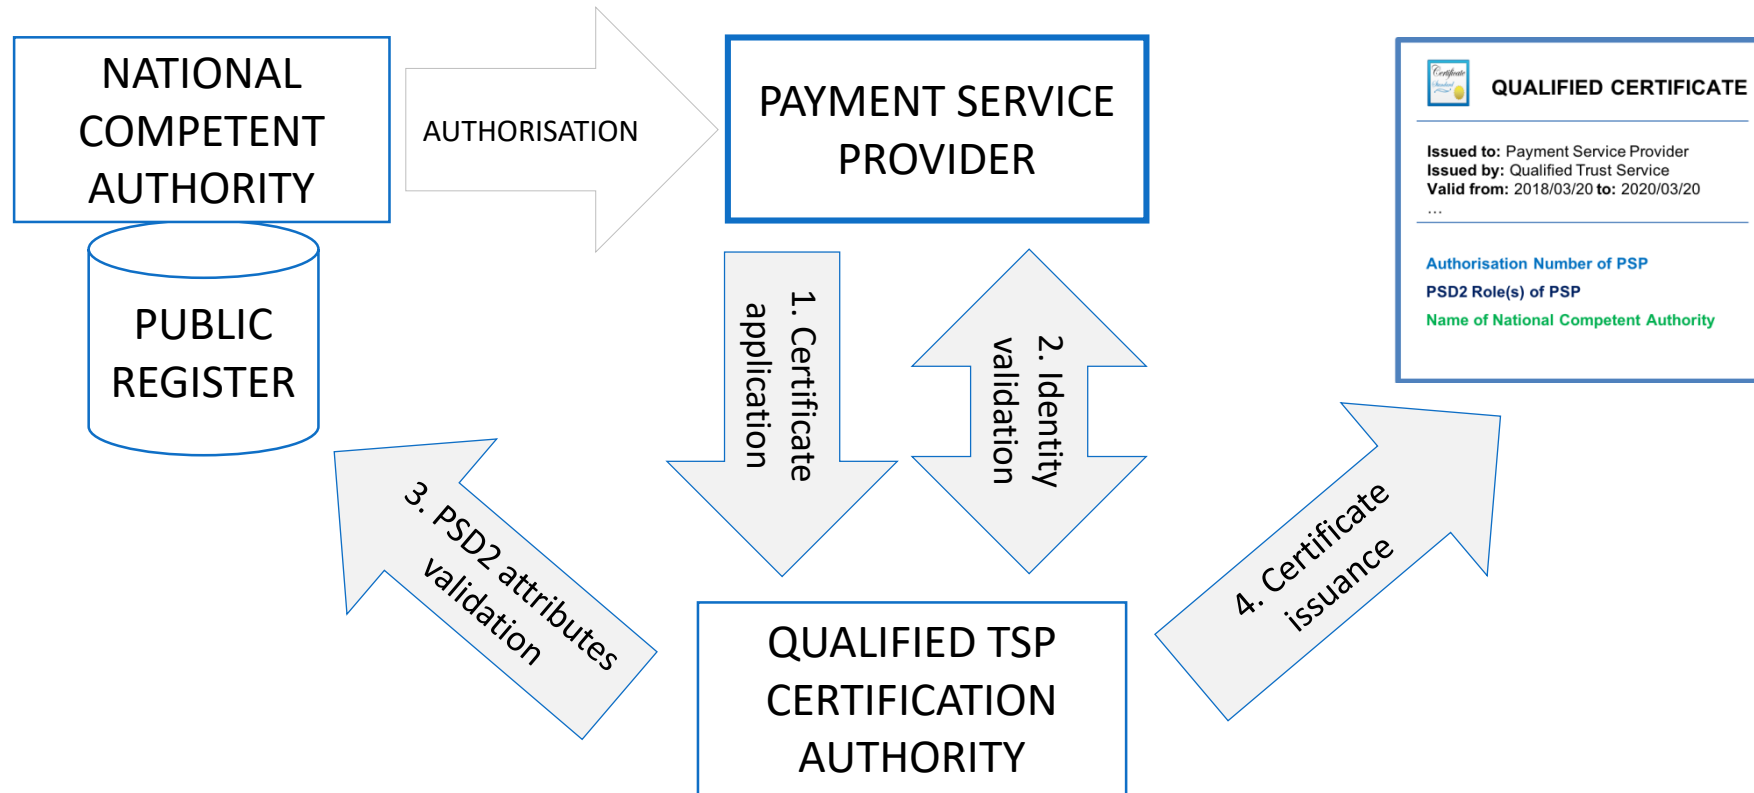 NATIONAL
COMPETENT
AUTHORITY
AUTHORISATION
PAYMENT SERVICE
PROVIDER
PUBLIC
REGISTER
1. Certificate
application
2. Identity
validation
3. PSD2 attributes
validation
4. Certificate
issuance
QUALIFIED TSP
CERTIFICATION
AUTHORITY
Certificate
Standard
QUALIFIED CERTIFICATE
Issued to: Payment Service Provider
Issued by: Qualified Trust Service
Valid from: 2018/03/20 to: 2020/03/20
...
Authorisation Number of PSP
PSD2 Role(s) of PSP
Name of National Competent Authority